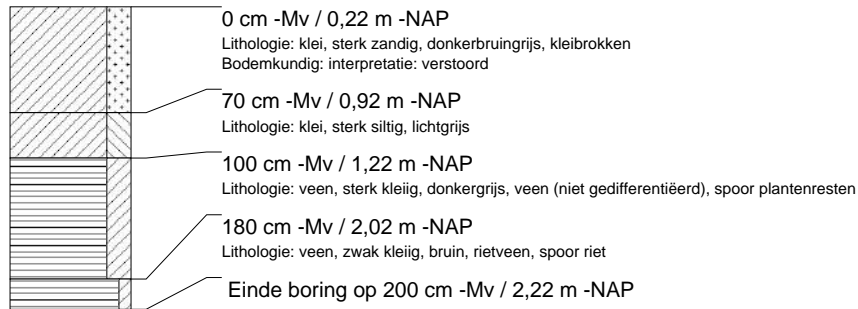 0 cm -Mv / 0,22 m -NAP
Lithologie: klei, sterk zandig, donkerbruingrijs, kleibrokken
Bodemkundig: interpretatie: verstoord
70 cm -Mv / 0,92 m -NAP
Lithologie: klei, sterk siltig, lichtgrijs
100 cm -Mv / 1,22 m -NAP
Lithologie: veen, sterk kleiig, donkergrijs, veen (niet gedifferentiëerd), spoor plantenresten
180 cm -Mv / 2,02 m -NAP
Lithologie: veen, zwak kleiig, bruin, rietveen, spoor riet
Einde boring op 200 cm -Mv / 2,22 m -NAP